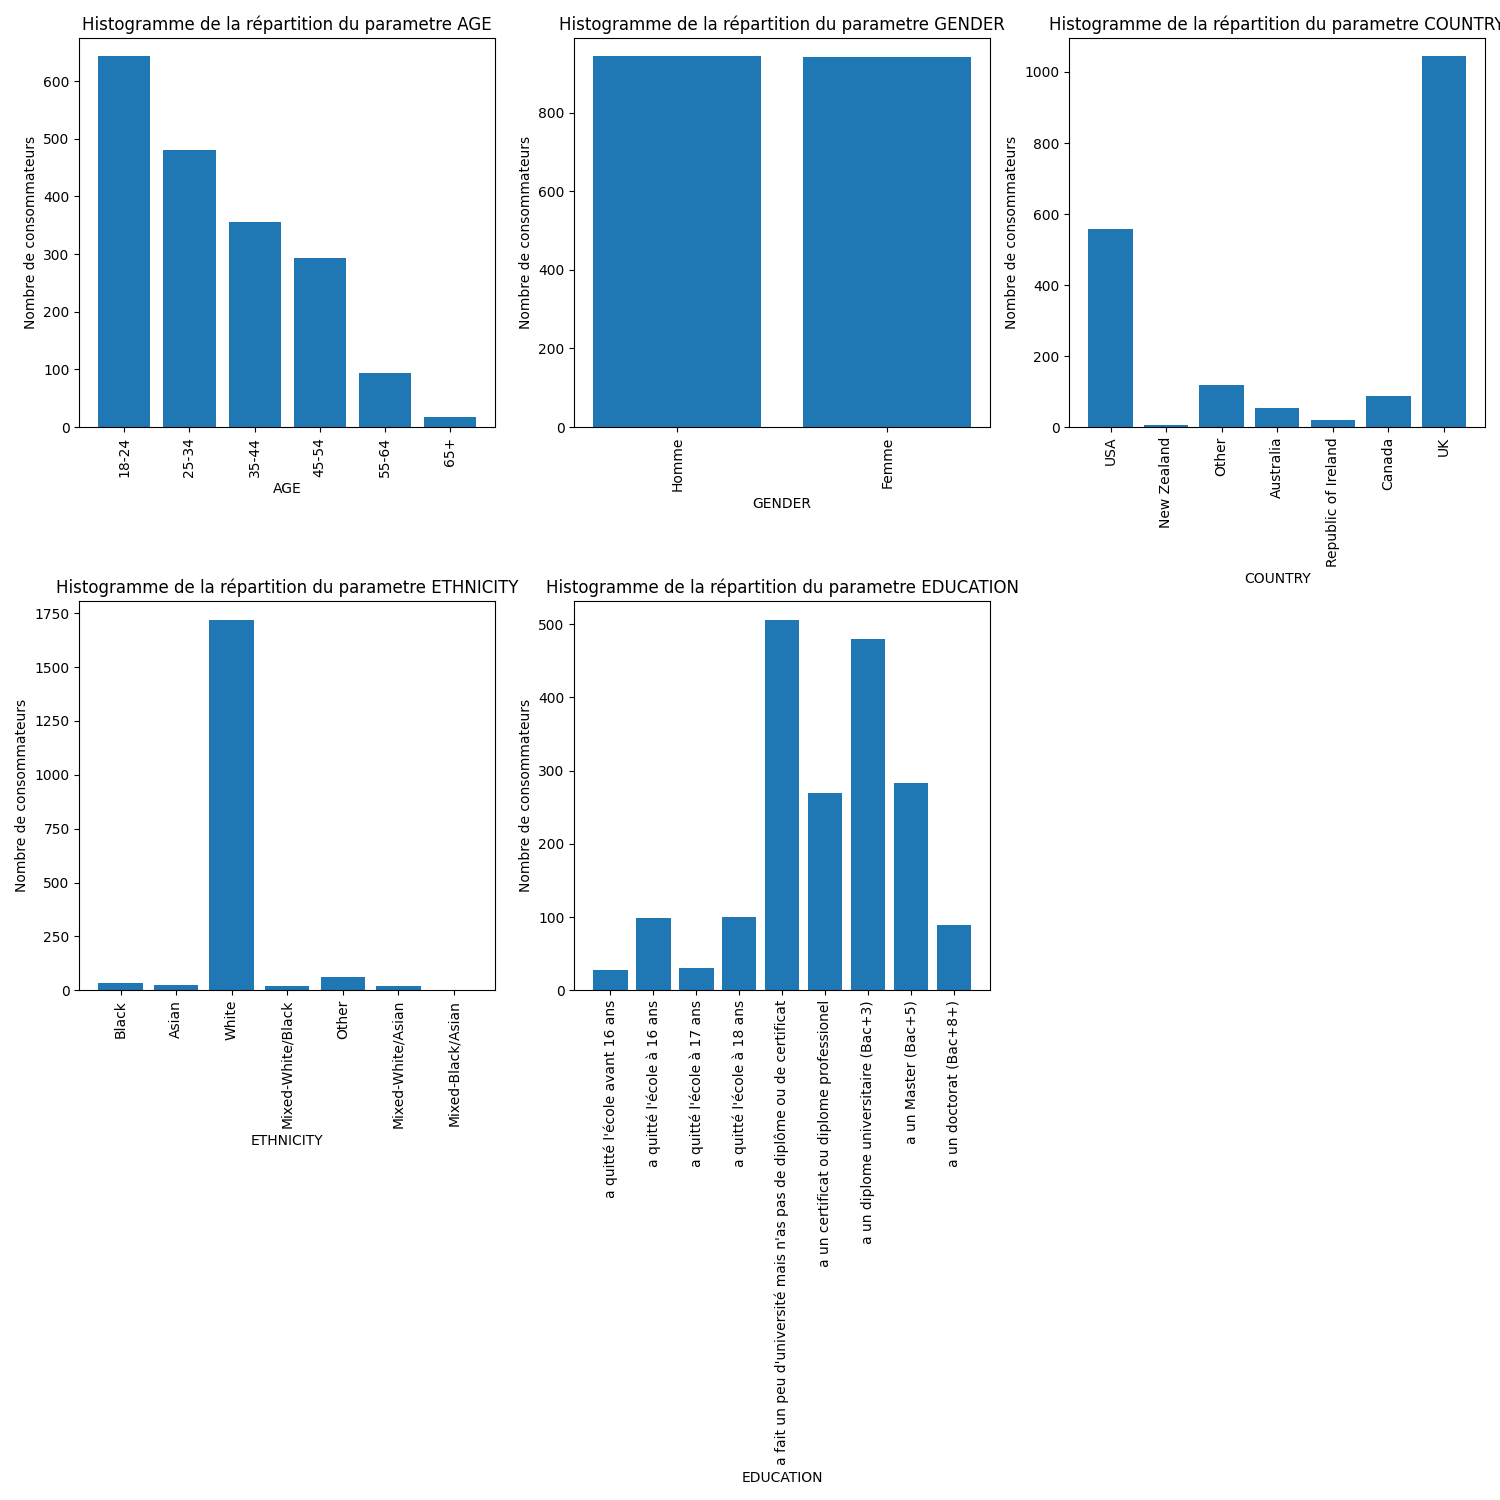 Histogramme de la répartition du parametre AGE
Nombre de consommateurs
600
500
400
300
200
100
0
18-24
25-34
35-44
45-54
55-64
65+
AGE
Histogramme de la répartition du parametre GENDER
Nombre de consommateurs
800
600
400
200
0
Homme
Femme
GENDER
Histogramme de la répartition du parametre COUNTRY
Nombre de consommateurs
1000
800
600
400
200
0
USA
New Zealand
Other
Australia
Republic of Ireland
Canada
UK
COUNTRY
Histogramme de la répartition du parametre ETHNICITY
Nombre de consommateurs
1750
1500
1250
1000
750
500
250
0
Black
Asian
White
Mixed-White/Black
Other
Mixed-White/Asian
Mixed-Black/Asian
ETHNICITY
Histogramme de la répartition du parametre EDUCATION
Nombre de consommateurs
500
400
300
200
100
0
a quitté l'école avant 16 ans
a quitté l'école à 16 ans
a quitté l'école à 17 ans
a quitté l'école à 18 ans
a fait un peu d'université mais n'as pas de diplôme ou de certificat
a un certificat ou diplome professionel
a un diplome universitaire (Bac+3)
a un Master (Bac+5)
a un doctorat (Bac+8+)
EDUCATION